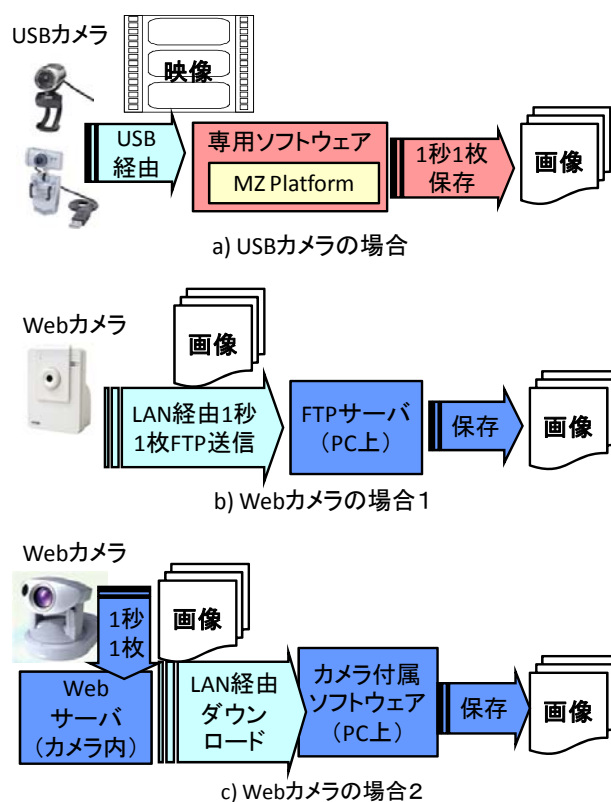 USBカメラ
映像
USB
経由
専用ソフトウェア
MZ Platform
1秒1枚
保存
画像
a) USBカメラの場合
Webカメラ
画像
LAN経由1秒
1枚FTP送信
FTPサーバ
（PC上）
保存
画像
b) Webカメラの場合１
Webカメラ
1秒
1枚
画像
Web
サーバ
（カメラ内）
LAN経由
ダウン
ロード
カメラ付属
ソフトウェア
（PC上）
保存
画像
c) Webカメラの場合２